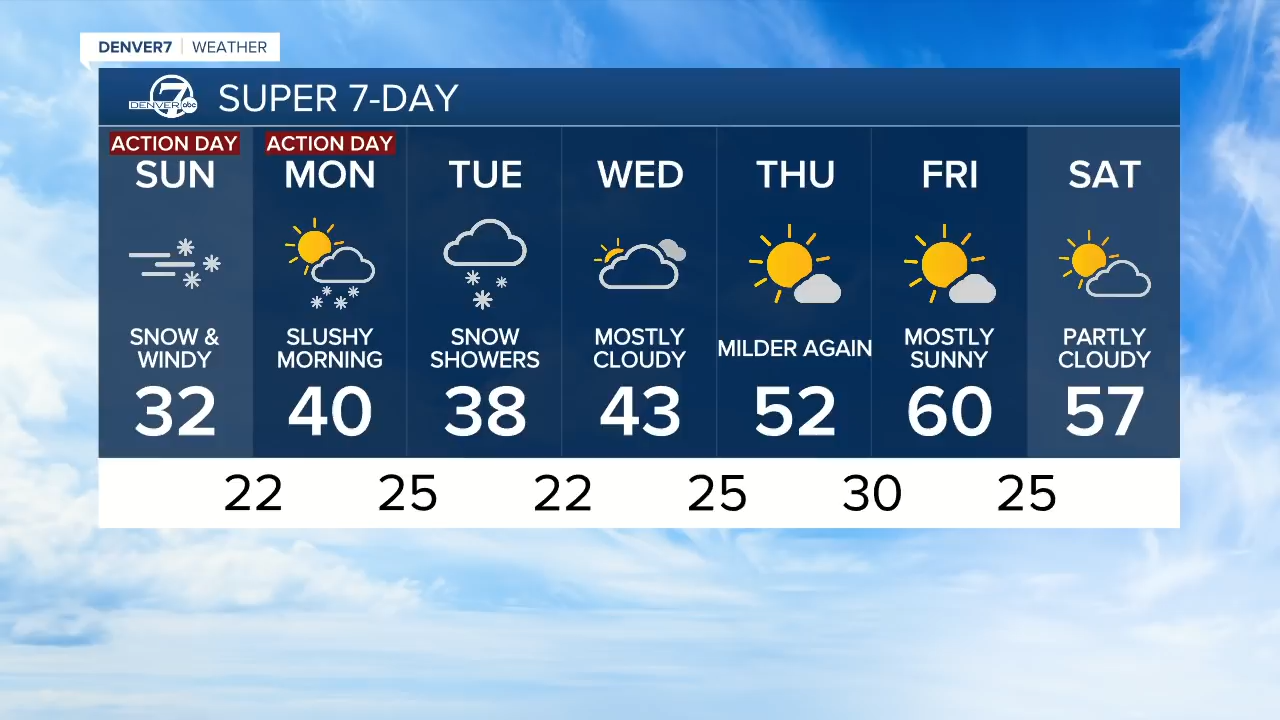 DENVER7 | WEATHER
7
DENVER abc
SUPER 7-DAY
ACTION DAY
SUN
SNOW &
WINDY
32
ACTION DAY
MON
SLUSHY
MORNING
40
TUE
SNOW
SHOWERS
38
WED
MOSTLY
CLOUDY
43
THU
MILDER AGAIN
52
FRI
MOSTLY
SUNNY
60
SAT
PARTLY
CLOUDY
57
22 25 22 25 30 25